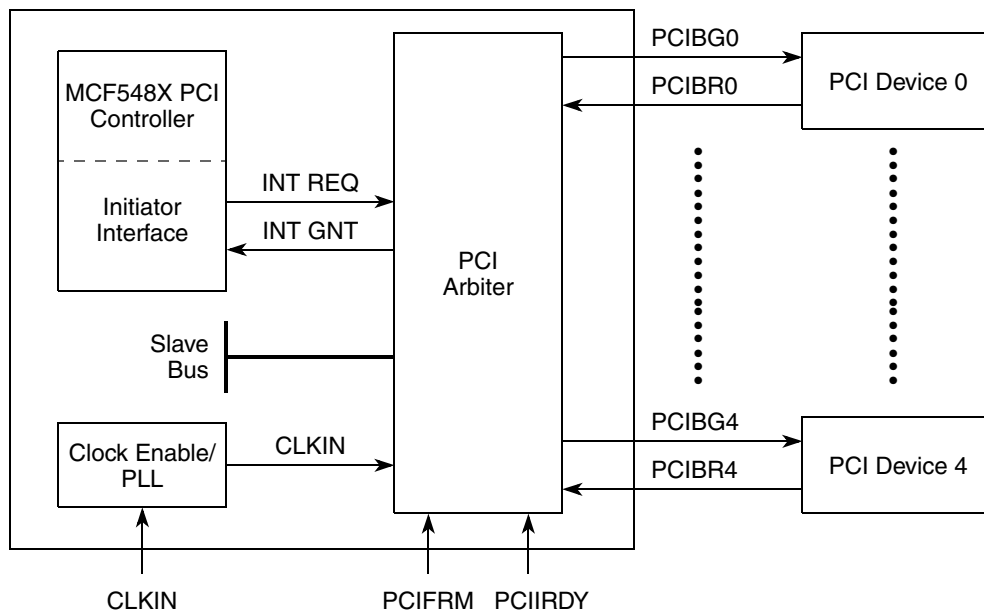 MCF548X PCI
Controller
Initiator
Interface
INT REQ
INT GNT
PCI
Arbiter
Slave
Bus
Clock Enable/
PLL
CLKIN
PCIBG0
PCIBR0
PCI Device 0
PCIBG4
PCIBR4
PCI Device 4
CLKIN
PCIFRM
PCIIRDY